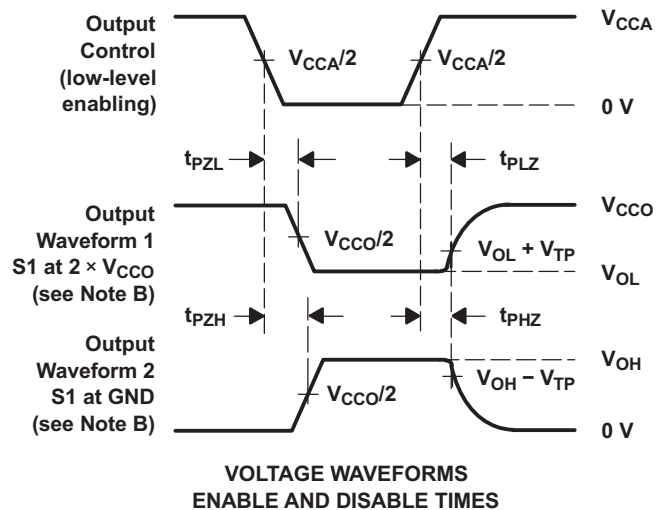 Output
Control
(low-level
enabling)
VCCA/2
VCCA/2
VCCA
0 V
tPZL
tPLZ
Output
Waveform 1
S1 at 2 × VCCO
(see Note B)
VCCO/2
VCCO
VOL + VTP
VOL
tPZH
tPHZ
Output
Waveform 2
S1 at GND
(see Note B)
VCCO/2
VOH
VOH − VTP
0 V
VOLTAGE WAVEFORMS
ENABLE AND DISABLE TIMES